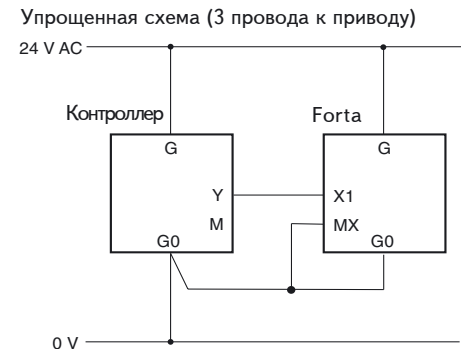 Упрощенная схема (3 провода к приводу)
24 V AC
Контроллер
Forta
G
G
Y
X1
M
MX
G0
G0
0 V